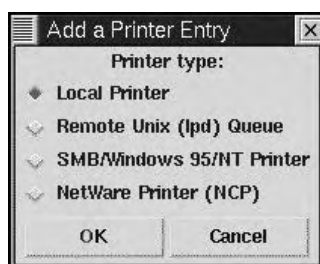 Add a Printer Entry
Printer type:
Local Printer
Remote Unix (lpd) Queue
SMB/Windows 95/NT Printer
NetWare Printer (NCP)
OK Cancel